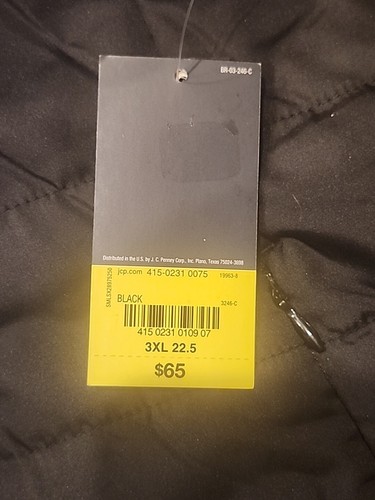 BR-03-246-C
Distributed in the U.S. by J. C. Penney Corp., Inc. Plano, Texas 75024-3698
jcp.com 415-0231 0075
BLACK
3246-C
415 0231 0109 07
3XL 22.5
$65